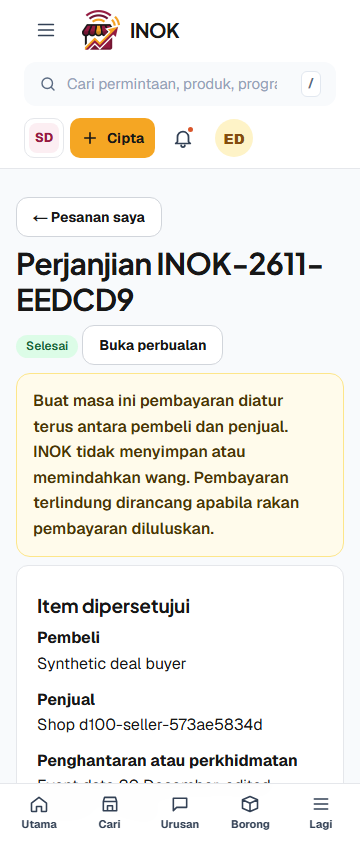 INOK
Cari permintaan, produk, progra
/
SD
+ Cipta
ED
← Pesanan saya
Perjanjian INOK-2611-
EEDCD9
Selesai
Buka perbualan
Buat masa ini pembayaran diatur
terus antara pembeli dan penjual.
INOK tidak menyimpan atau
memindahkan wang. Pembayaran
terlindung dirancang apabila rakan
pembayaran diluluskan.
Item dipersetujui
Pembeli
Synthetic deal buyer
Penjual
Shop d100-seller-573ae5834d
Penghantaran atau perkhidmatan
Utama
Cari
Urusan
Borong
Lagi